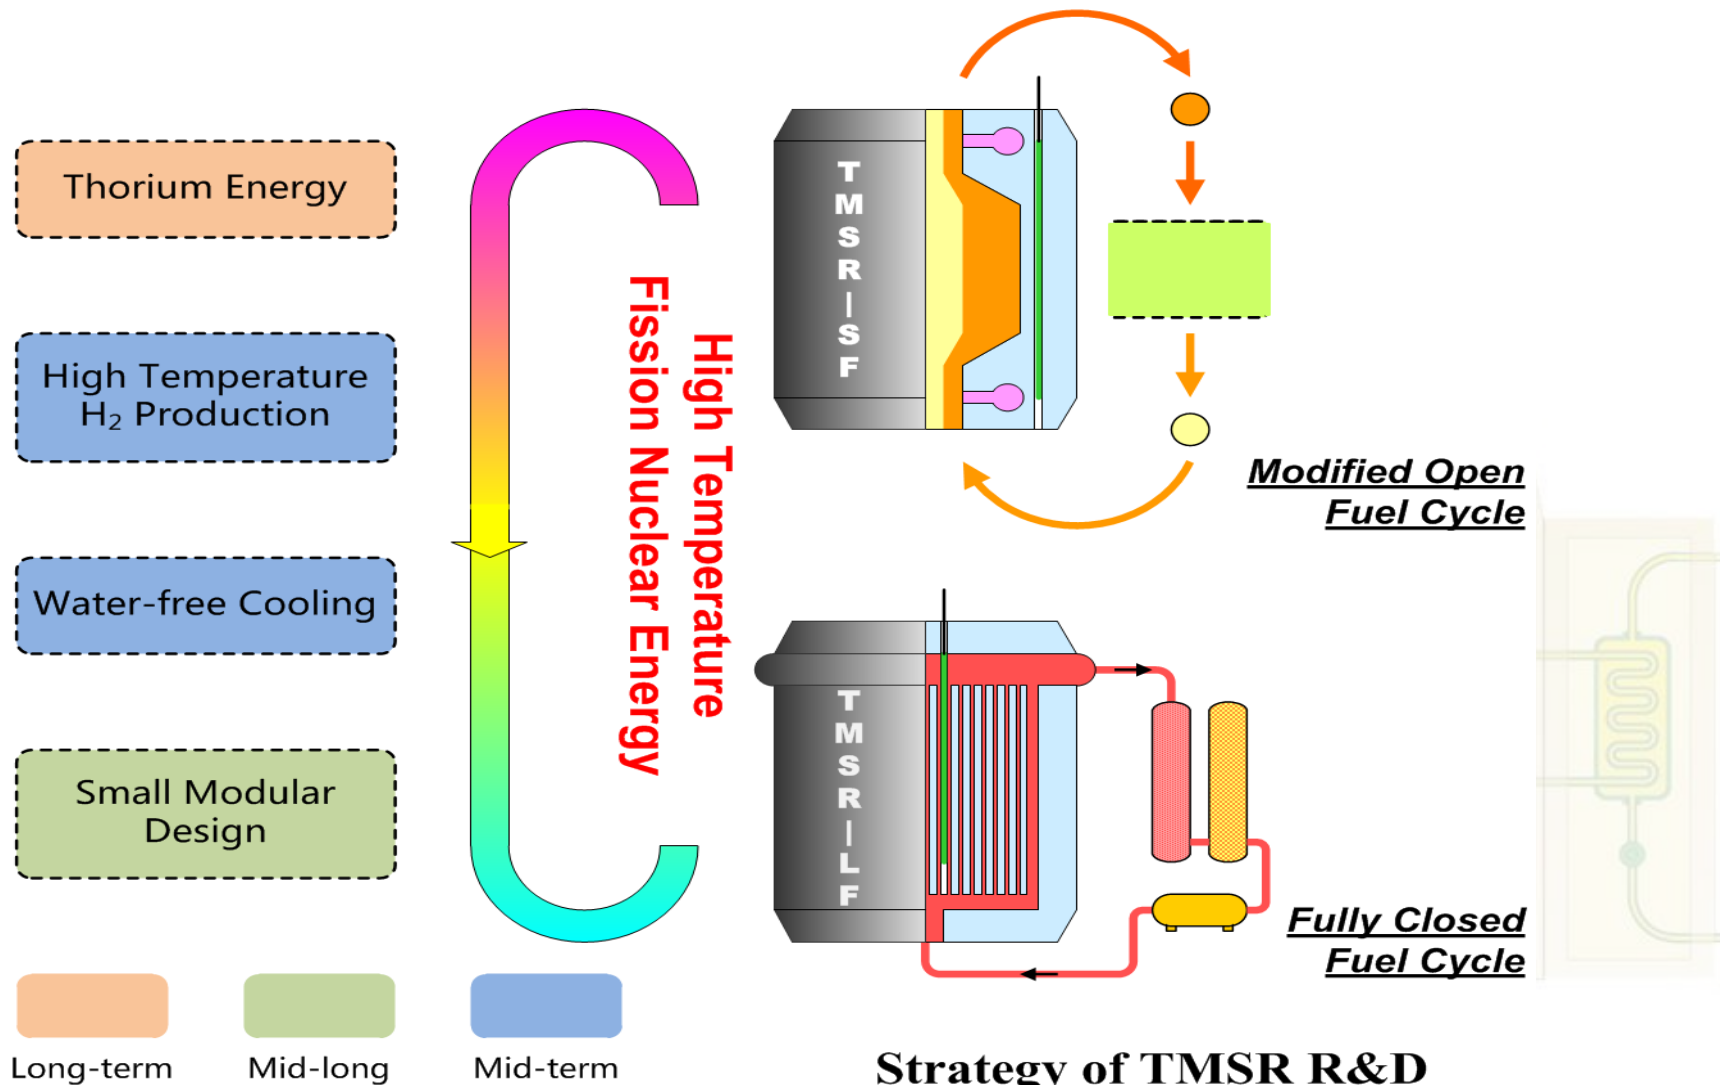 Thorium Energy
High Temperature
H₂ Production
Water-free Cooling
Small Modular
Design
Long-term
Mid-long
Mid-term
High Temperature
Fission Nuclear Energy
TMSR|SF
Modified Open
Fuel Cycle
TMSR|LF
Fully Closed
Fuel Cycle
Strategy of TMSR R&D